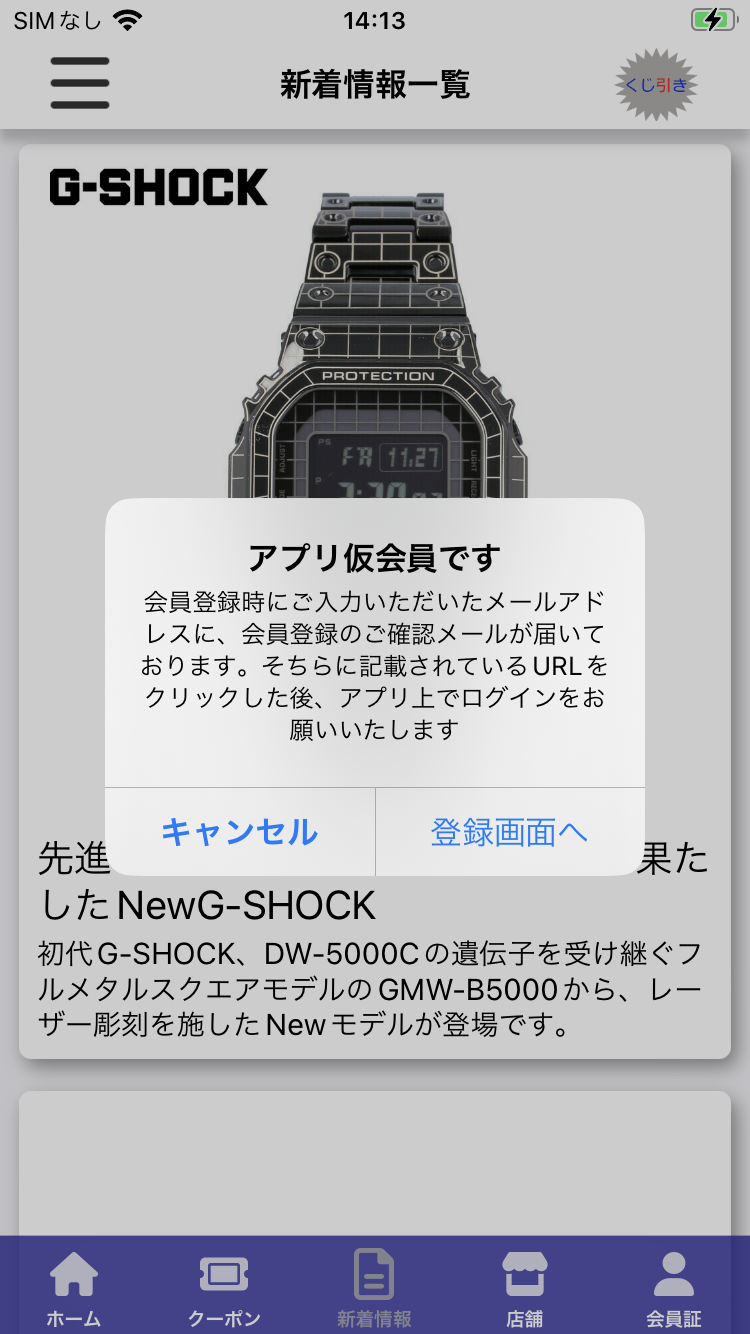 SIMなし
14:13
新着情報一覧
くじ引き
G-SHOCK
PROTECTION
ADJUST
LIGHT
PS
FR 11.27
P
アプリ仮会員です
会員登録時にご入力いただいたメールアド
レスに、会員登録のご確認メールが届いて
おります。そちらに記載されているURLを
クリックした後、アプリ上でログインをお
願いいたします
キャンセル
登録画面へ
先進
果た
したNewG-SHOCK
初代G-SHOCK、DW-5000Cの遺伝子を受け継ぐフ
ルメタルスクエアモデルのGMW-B5000から、レー
ザー彫刻を施したNewモデルが登場です。
ホーム
クーポン
新着情報
店舗
会員証